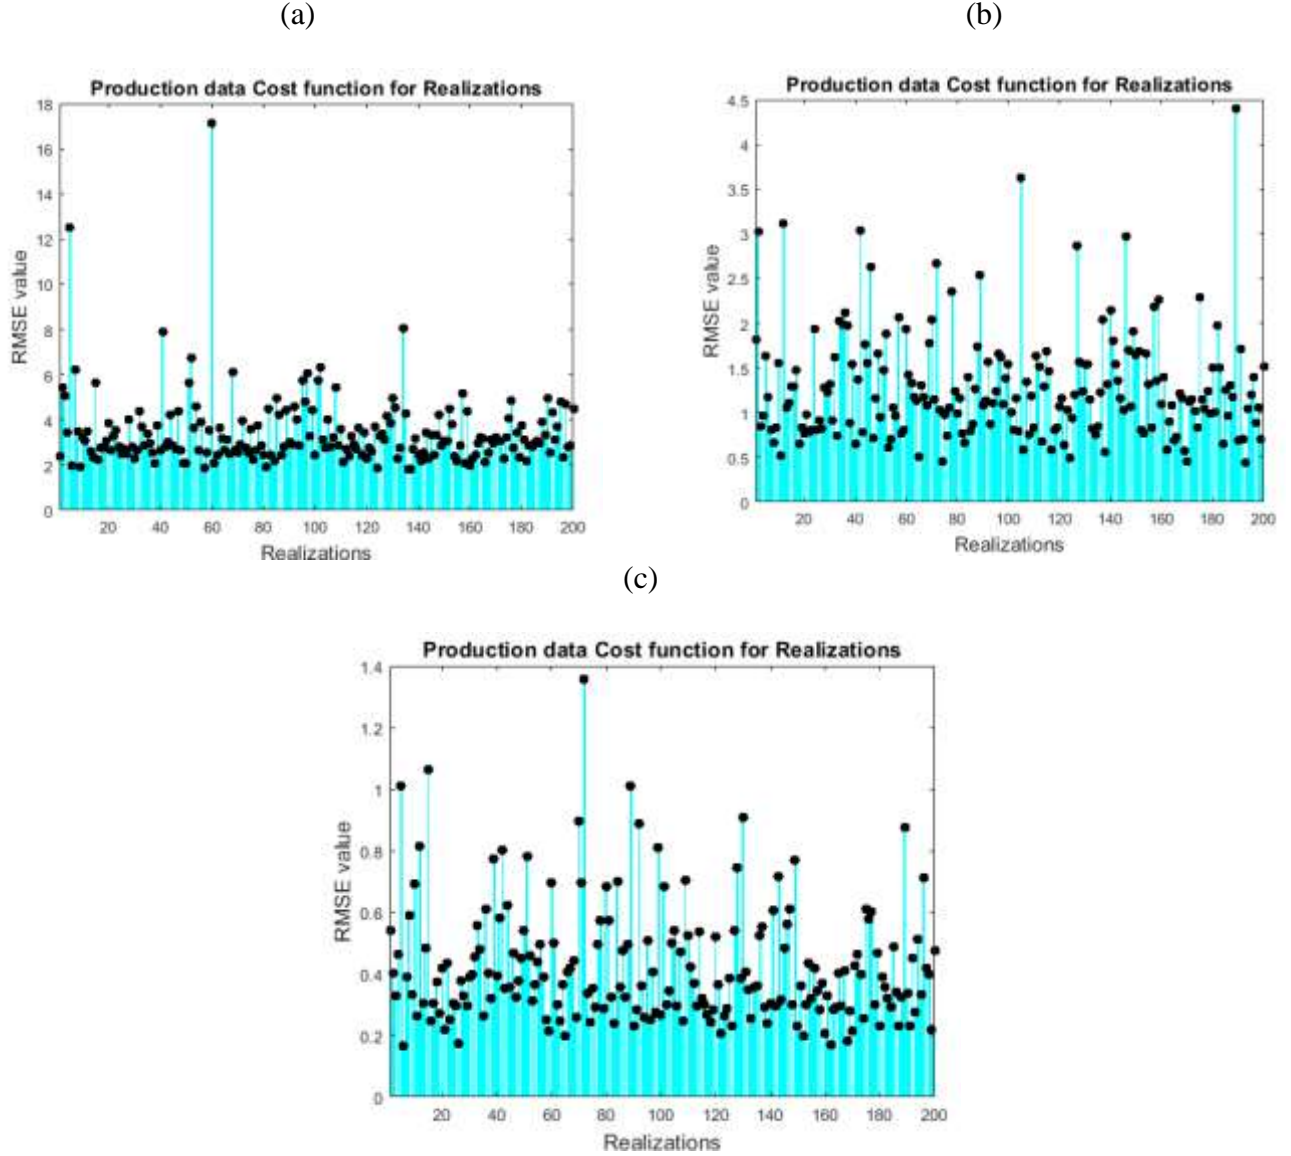 (a)
(b)
Production data Cost function for Realizations
18
16
14
12
10
8
6
4
2
0
RMSE value
20 40 60 80 100 120 140 160 180 200
Realizations
Production data Cost function for Realizations
4.5
4
3.5
3
2.5
2
1.5
1
0.5
0
RMSE value
20 40 60 80 100 120 140 160 180 200
Realizations
(c)
Production data Cost function for Realizations
1.4
1.2
1
0.8
0.6
0.4
0.2
0
RMSE value
20 40 60 80 100 120 140 160 180 200
Realizations